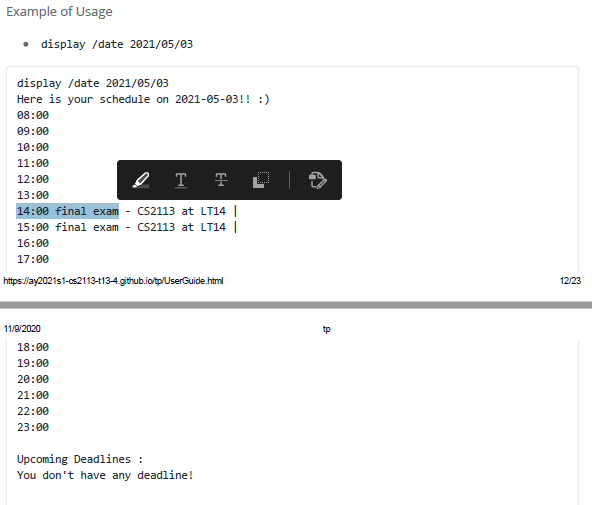 Example of Usage
• display /date 2021/05/03
display /date 2021/05/03
Here is your schedule on 2021-05-03!! :)
08:00
09:00
10:00
11:00
12:00
13:00
14:00 final exam - CS2113 at LT14 |
15:00 final exam - CS2113 at LT14 |
16:00
17:00
https://ay2021s1-cs2113-t13-4.github.io/tp/UserGuide.html 12/23
11/9/2020 tp
18:00
19:00
20:00
21:00
22:00
23:00
Upcoming Deadlines :
You don't have any deadline!